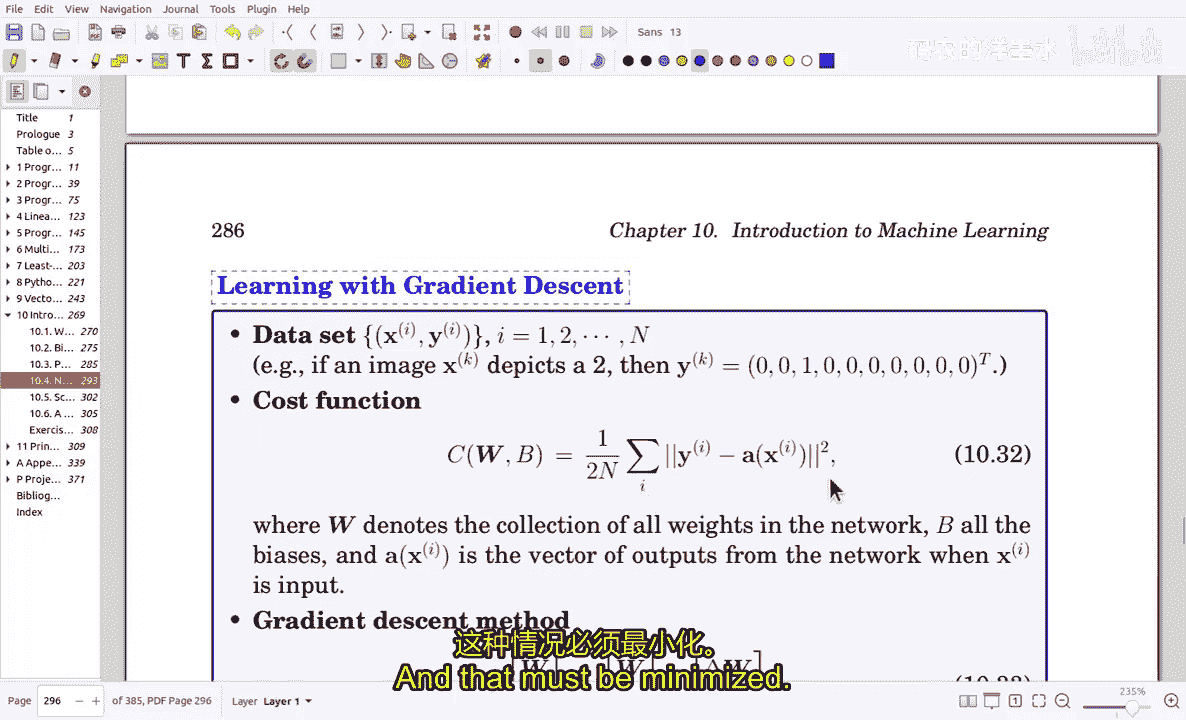 File Edit View Navigation Journal Tools Plugin Help
Sans 13
Title 1
Prologue 3
Table o... 5
1 Progr... 11
2 Progr... 39
3 Progr... 75
4 Linea... 123
5 Progr... 145
6 Multi... 173
7 Least-... 203
8 Pytho... 221
9 Vecto... 243
10 Intro... 269
10.1. W... 270
10.2. Bi... 275
10.3. P... 285
10.4. N... 293
10.5. Sc... 302
10.6. A ... 305
Exercis... 308
11 Prin... 309
A Appe... 339
P Proje... 371
Bibliog...
Index
286 Chapter 10. Introduction to Machine Learning
Learning with Gradient Descent
• Data set {(x^(i), y^(i))}, i = 1, 2, ⋯ , N
(e.g., if an image x^(k) depicts a 2, then y^(k) = (0, 0, 1, 0, 0, 0, 0, 0, 0, 0)^T.)
• Cost function
C(W, B) = 1/2N ∑_i ||y^(i) − a(x^(i))||^2, (10.32)
where W denotes the collection of all weights in the network, B all the
biases, and a(x^(i)) is the vector of outputs from the network when x^(i)
is input.
• Gradient descent method
这种情况必须最小化。
And that must be minimized.
Page 296 of 385, PDF Page 296 Layer Layer 1 235%